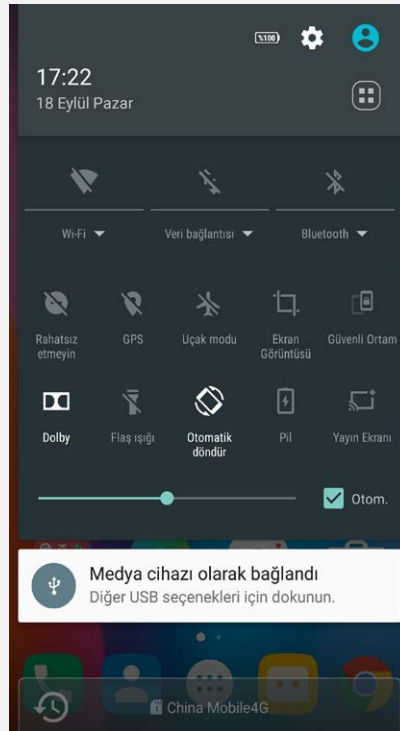 %100
17:22
18 Eylül Pazar
Wi-Fi
Veri bağlantısı
Bluetooth
Rahatsız
etmeyin
GPS
Uçak modu
Ekran
Görüntüsü
Güvenli Ortam
Dolby
Flaş ışığı
Otomatik
döndür
Pil
Yayın Ekranı
Otom.
Medya cihazı olarak bağlandı
Diğer USB seçenekleri için dokunun.
China Mobile4G